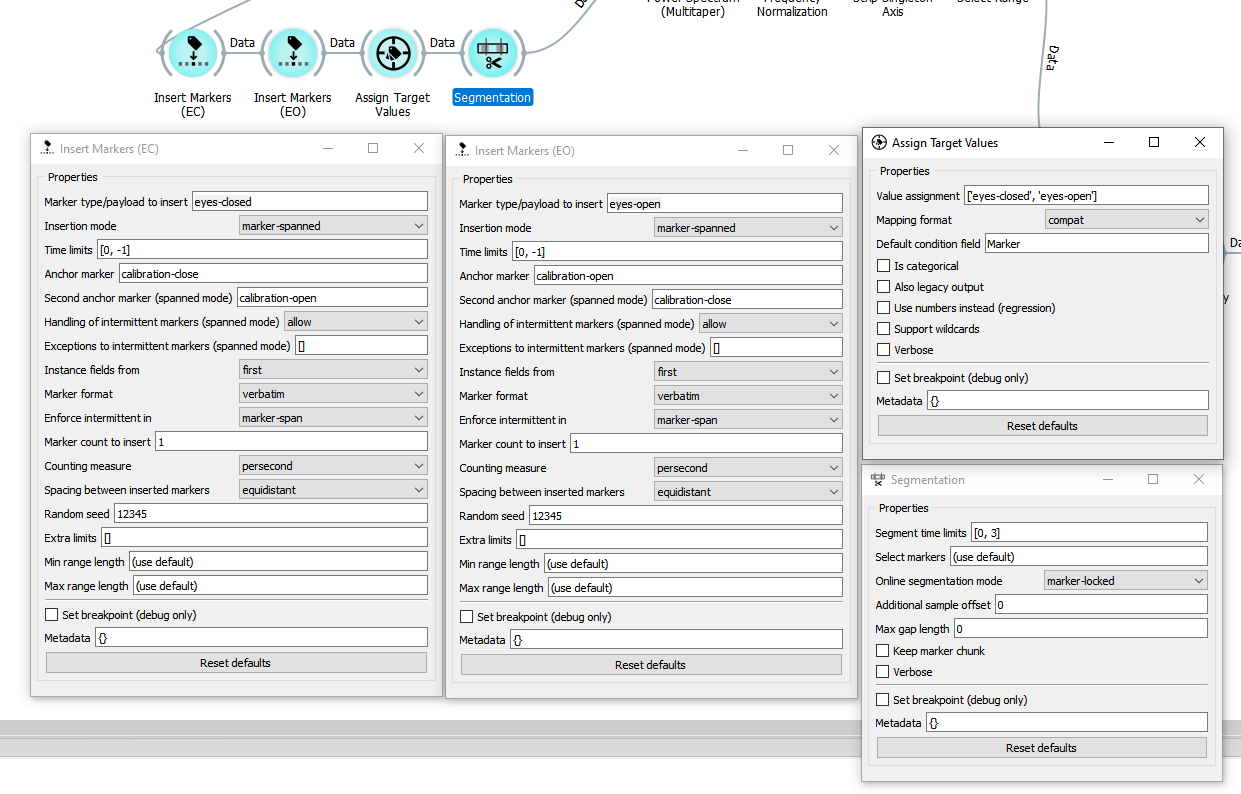 Power Spectrum
(Multitaper)
Frequency
Normalization
Strip Singleton
Axis
Select Range
Data
Data
Data
Data
Insert Markers
(EC)
Insert Markers
(EO)
Assign Target
Values
Segmentation
Insert Markers (EC)
Properties
Marker type/payload to insert eyes-closed
Insertion mode marker-spanned
Time limits [0, -1]
Anchor marker calibration-close
Second anchor marker (spanned mode) calibration-open
Handling of intermittent markers (spanned mode) allow
Exceptions to intermittent markers (spanned mode) []
Instance fields from first
Marker format verbatim
Enforce intermittent in marker-span
Marker count to insert 1
Counting measure persecond
Spacing between inserted markers equidistant
Random seed 12345
Extra limits []
Min range length (use default)
Max range length (use default)
Set breakpoint (debug only)
Metadata {}
Reset defaults
Insert Markers (EO)
Properties
Marker type/payload to insert eyes-open
Insertion mode marker-spanned
Time limits [0, -1]
Anchor marker calibration-open
Second anchor marker (spanned mode) calibration-close
Handling of intermittent markers (spanned mode) allow
Exceptions to intermittent markers (spanned mode) []
Instance fields from first
Marker format verbatim
Enforce intermittent in marker-span
Marker count to insert 1
Counting measure persecond
Spacing between inserted markers equidistant
Random seed 12345
Extra limits []
Min range length (use default)
Max range length (use default)
Set breakpoint (debug only)
Metadata {}
Reset defaults
Assign Target Values
Properties
Value assignment ['eyes-closed', 'eyes-open']
Mapping format compat
Default condition field Marker
Is categorical
Also legacy output
Use numbers instead (regression)
Support wildcards
Verbose
Set breakpoint (debug only)
Metadata {}
Reset defaults
Segmentation
Properties
Segment time limits [0, 3]
Select markers (use default)
Online segmentation mode marker-locked
Additional sample offset 0
Max gap length 0
Keep marker chunk
Verbose
Set breakpoint (debug only)
Metadata {}
Reset defaults